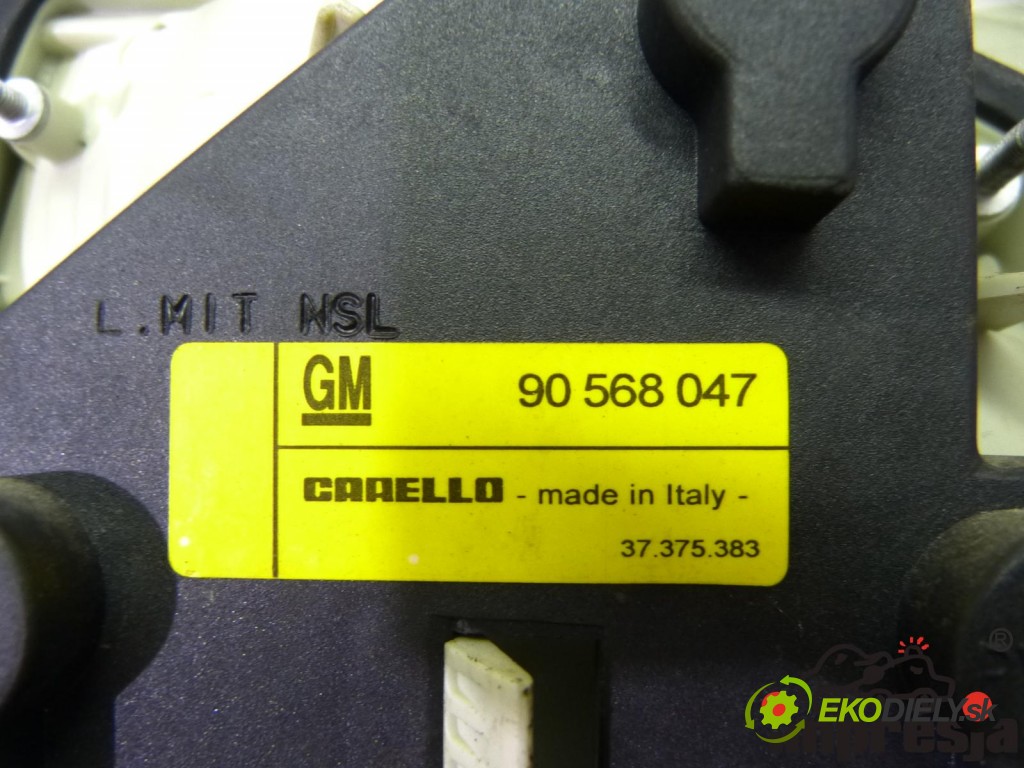 L.MIT NSL
GM 90 568 047
CARELLO - made in Italy -
37.375.383
®
EKODIELY.sk